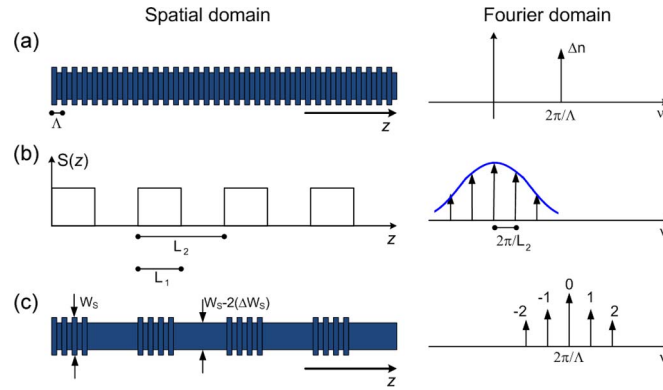 Spatial domain
Fourier domain
(a)
Δn
Λ
z
2π/Λ
ν
(b)
S(z)
z
L2
L1
2π/L2
ν
(c)
WS
WS-2(ΔWS)
z
-2 -1 0 1 2
2π/Λ
ν